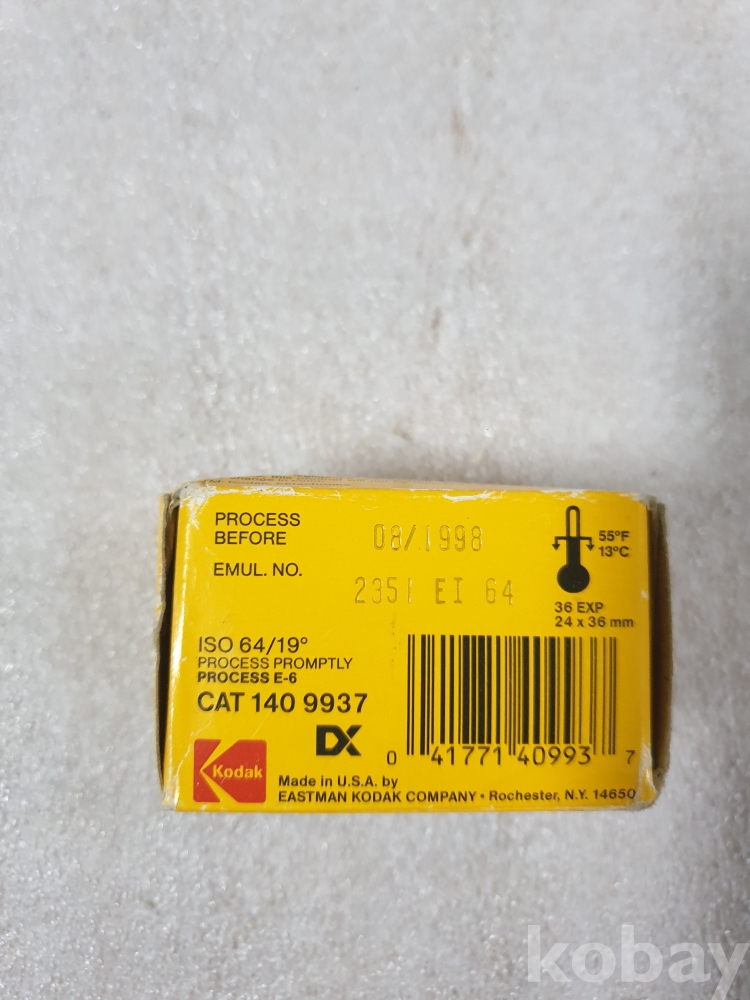 PROCESS
BEFORE
08/1998
EMUL. NO.
2351 EI 64
55°F
13°C
36 EXP
24 x 36 mm
ISO 64/19°
PROCESS PROMPTLY
PROCESS E-6
CAT 140 9937
DX
0 41771 40993 7
Kodak
Made in U.S.A. by
EASTMAN KODAK COMPANY • Rochester, N.Y. 14650
kobay